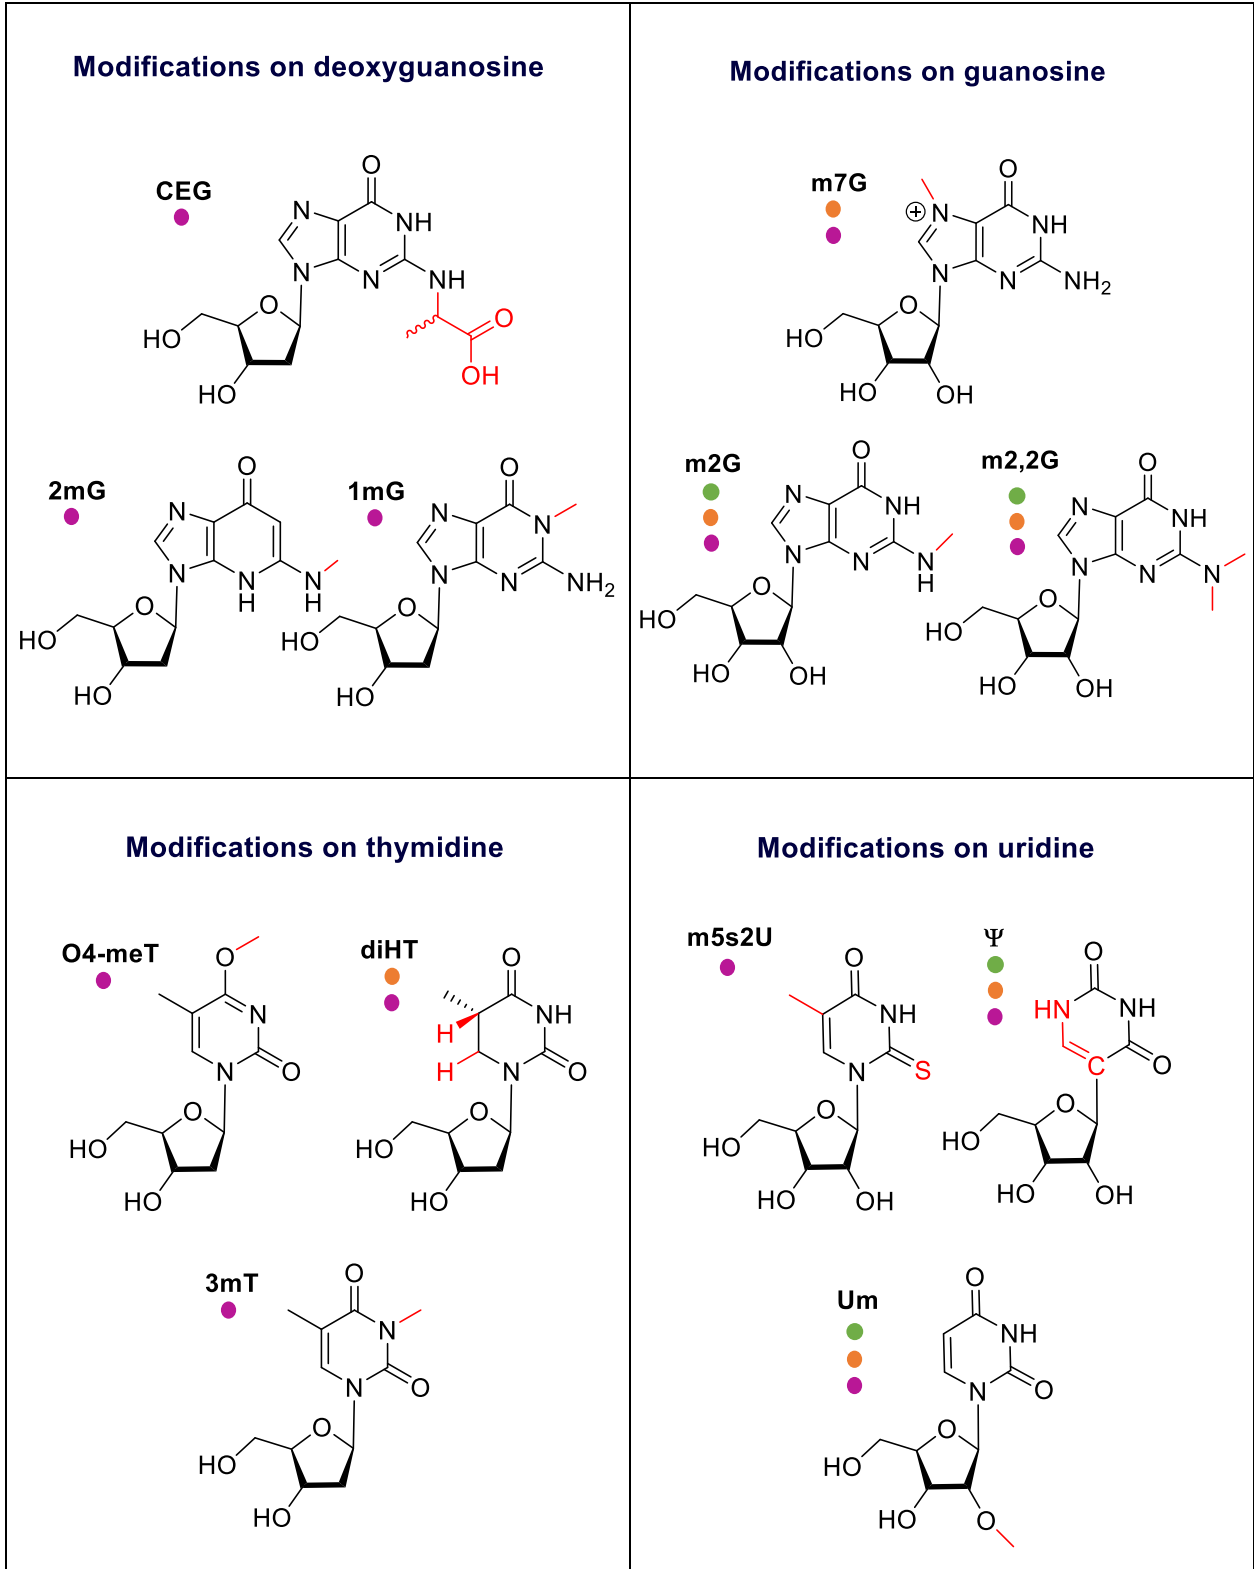 Modifications on deoxyguanosine
CEG
O
N
NH
N
N
NH
O
HO
HO
O
OH
2mG
O
N
N
N
H
N
H
O
HO
HO
1mG
O
N
N
N
N
NH2
O
HO
HO
Modifications on guanosine
m7G
O
+
N
NH
N
N
NH2
O
HO
HO
OH
m2G
O
N
NH
N
N
N
H
O
HO
HO
OH
m2,2G
O
N
NH
N
N
N
O
HO
HO
OH
Modifications on thymidine
O4-meT
O
N
N
O
O
HO
HO
diHT
O
H
NH
H
N
O
O
HO
HO
3mT
O
N
N
O
O
HO
HO
Modifications on uridine
m5s2U
O
NH
N
S
O
HO
HO
OH
Ψ
O
HN
NH
C
O
O
HO
HO
OH
Um
O
NH
N
O
O
HO
HO
O